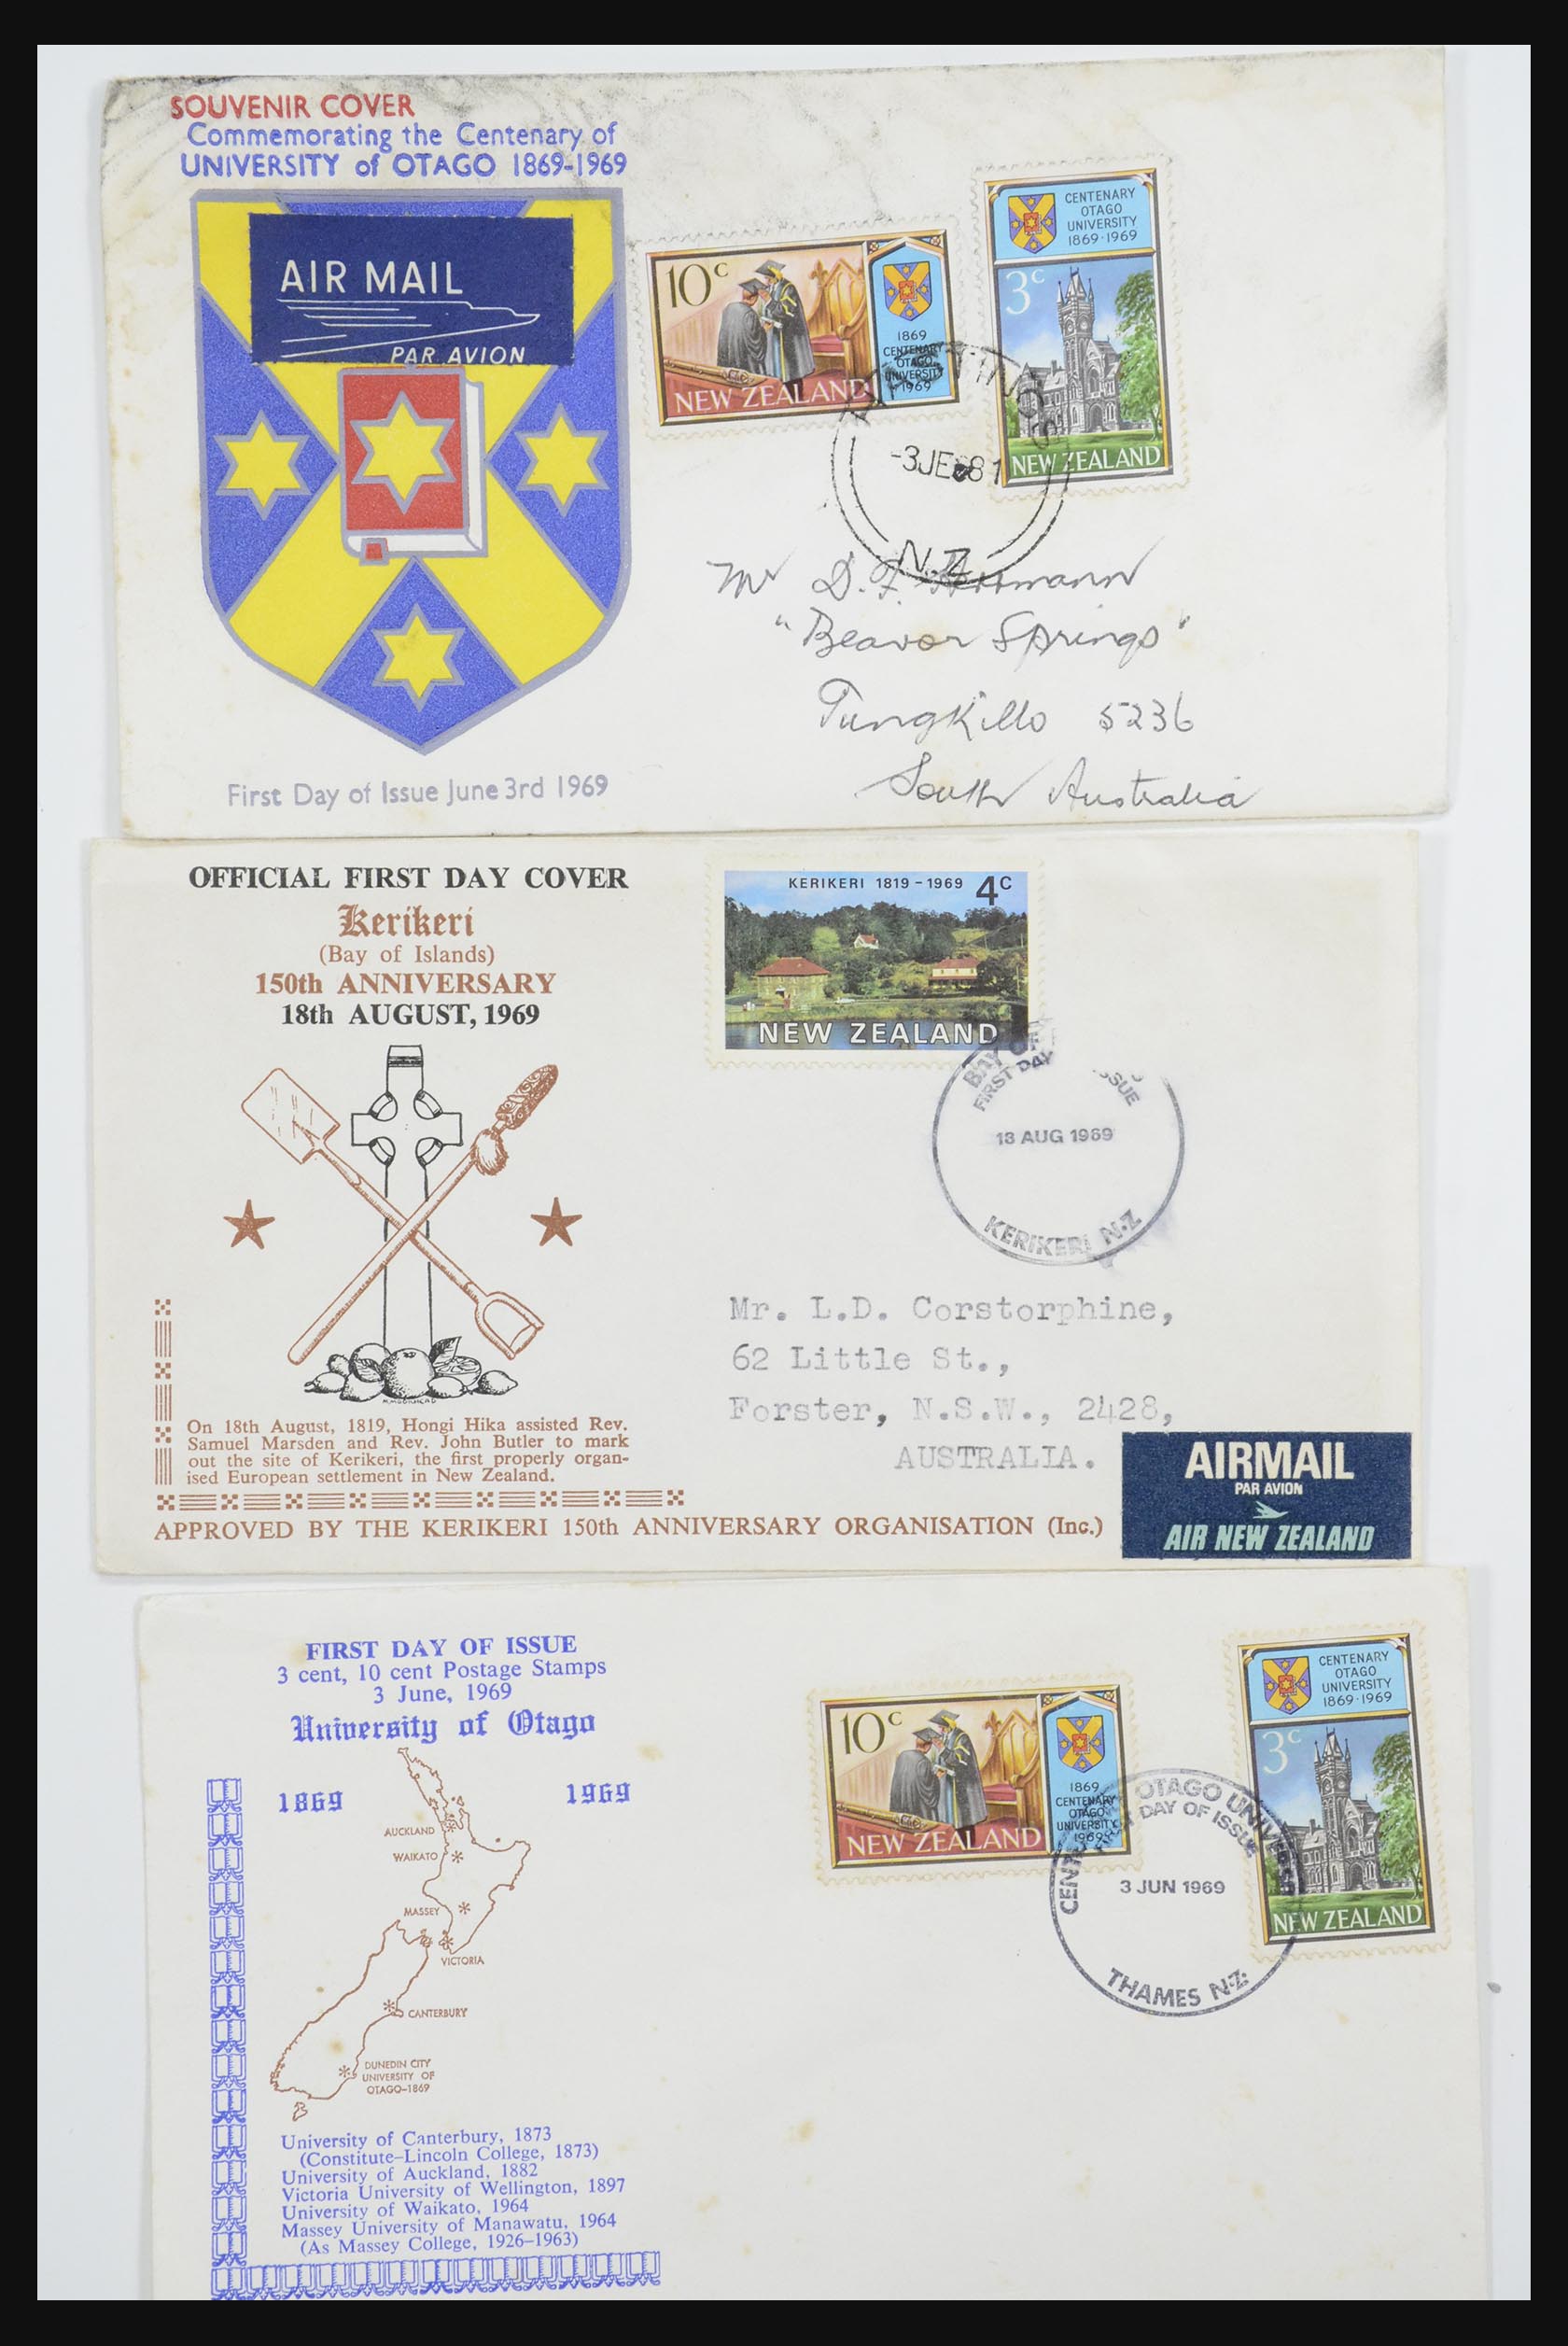 SOUVENIR COVER
Commemorating the Centenary of
UNIVERSITY of OTAGO 1869-1969
AIR MAIL
PAR AVION
First Day of Issue June 3rd 1969
10c
1869
CENTENARY
OTAGO
UNIVERSITY
1969
NEW ZEALAND
CENTENARY
OTAGO
UNIVERSITY
1869·1969
3c
NEW ZEALAND
N.Z
Mr D. F.
"Beavor Springs"
Tungkillo 5236
South Australia
OFFICIAL FIRST DAY COVER
Kerikeri
(Bay of Islands)
150th ANNIVERSARY
18th AUGUST, 1969
KERIKERI 1819-1969 4c
NEW ZEALAND
BAY OF
FIRST DAY ISSUE
18 AUG 1969
KERIKERI N·Z
Mr. L.D. Corstorphine,
62 Little St.,
Forster, N.S.W., 2428,
AUSTRALIA.
On 18th August, 1819, Hongi Hika assisted Rev.
Samuel Marsden and Rev. John Butler to mark
out the site of Kerikeri, the first properly organ-
ised European settlement in New Zealand.
APPROVED BY THE KERIKERI 150th ANNIVERSARY ORGANISATION (Inc.)
AIRMAIL
PAR AVION
AIR NEW ZEALAND
FIRST DAY OF ISSUE
3 cent, 10 cent Postage Stamps
3 June, 1969
University of Otago
1869 1969
AUCKLAND
WAIKATO
MASSEY
VICTORIA
CANTERBURY
DUNEDIN CITY
UNIVERSITY OF
OTAGO-1869
University of Canterbury, 1873
(Constitute-Lincoln College, 1873)
University of Auckland, 1882
Victoria University of Wellington, 1897
University of Waikato, 1964
Massey University of Manawatu, 1964
(As Massey College, 1926-1963)
10c
1869
CENTENARY
OTAGO
UNIVERSITY
1969
NEW ZEALAND
CENTENARY
OTAGO
UNIVERSITY
1869·1969
3c
NEW ZEALAND
OTAGO
DAY OF ISSUE
3 JUN 1969
THAMES N·Z·